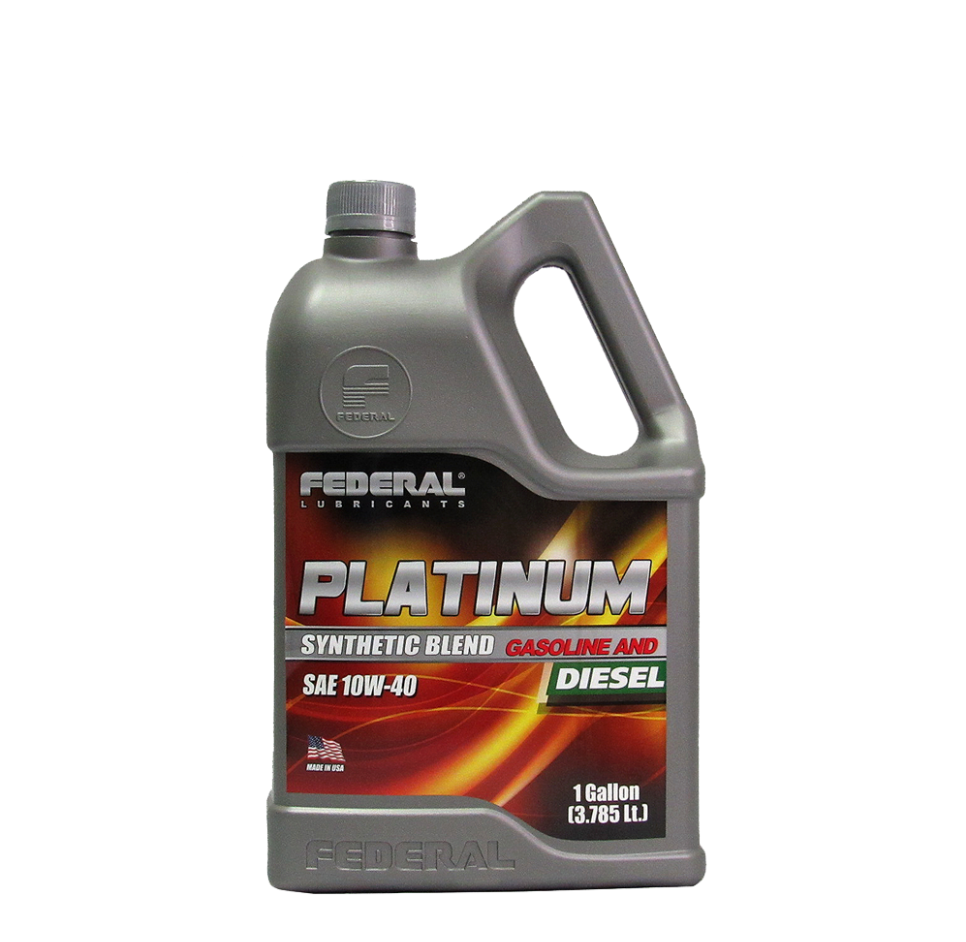 FEDERAL
FEDERAL®
LUBRICANTS
PLATINUM
SYNTHETIC BLEND GASOLINE AND
DIESEL
SAE 10W-40
MADE IN USA
1 Gallon
(3.785 Lt.)
FEDERAL